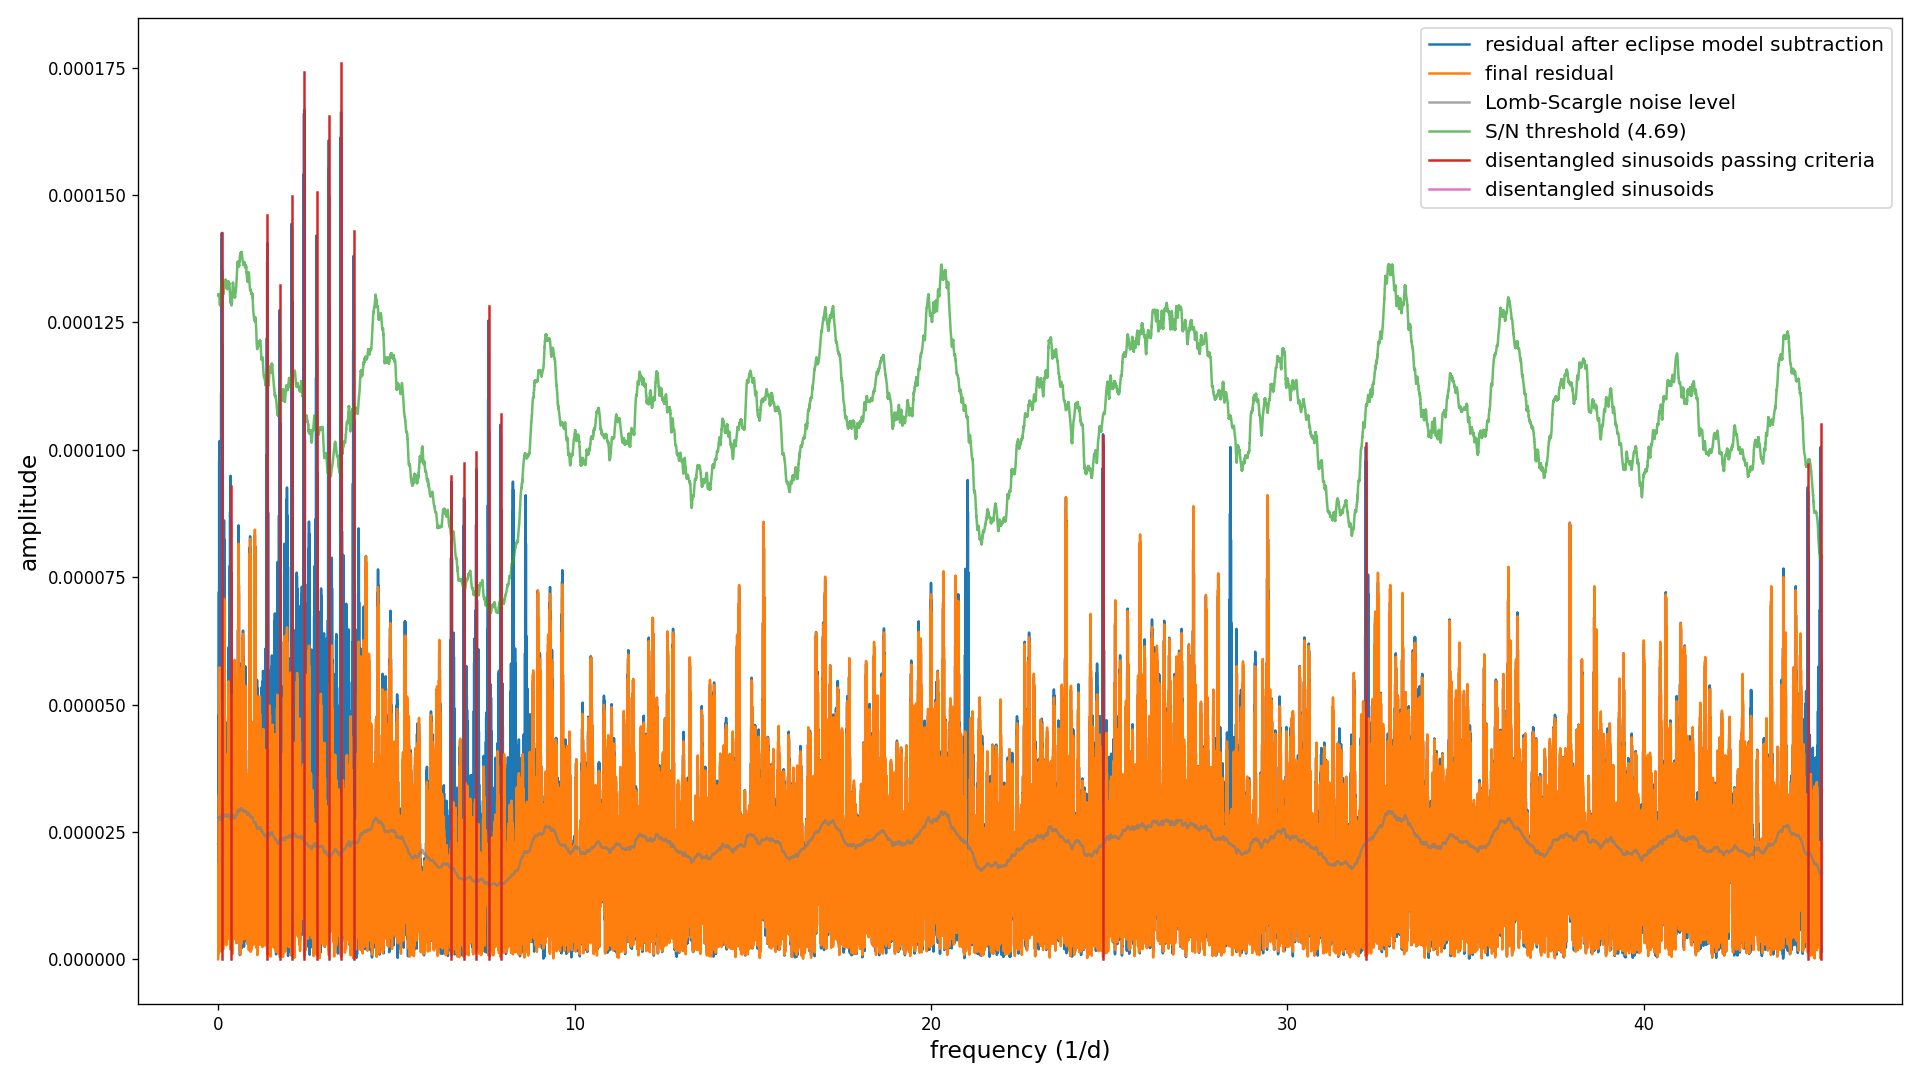 residual after eclipse model subtraction
final residual
Lomb-Scargle noise level
S/N threshold (4.69)
disentangled sinusoids passing criteria
disentangled sinusoids
0.000175
0.000150
0.000125
0.000100
0.000075
0.000050
0.000025
0.000000
amplitude
0
10
20
30
40
frequency (1/d)